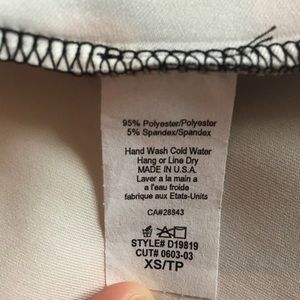 95% Polyester/Polyester
5% Spandex/Spandex
Hand Wash Cold Water
Hang or Line Dry
MADE IN U.S.A.
Laver a la main a
a l'eau froide
fabrique aux Etats-Units
CA#28843
STYLE# D19819
CUT# 0603-03
XS/TP